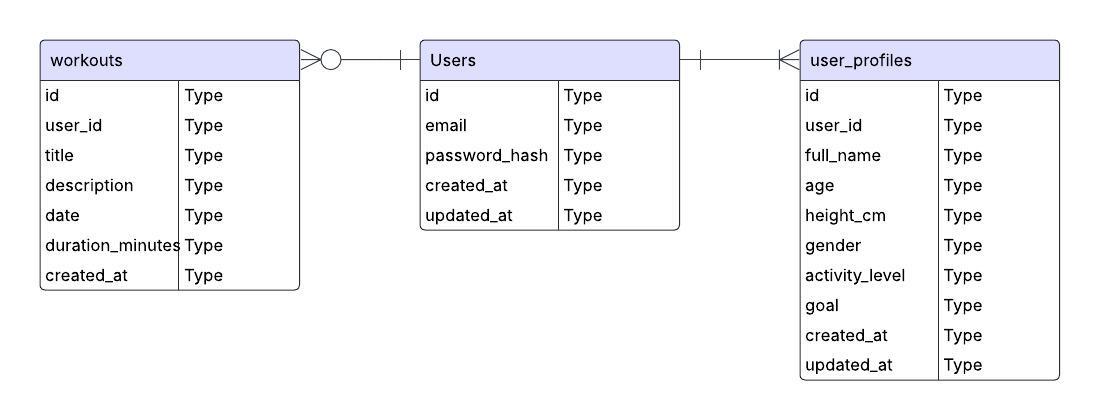 workouts
id Type
user_id Type
title Type
description Type
date Type
duration_minutes Type
created_at Type
Users
id Type
email Type
password_hash Type
created_at Type
updated_at Type
user_profiles
id Type
user_id Type
full_name Type
age Type
height_cm Type
gender Type
activity_level Type
goal Type
created_at Type
updated_at Type